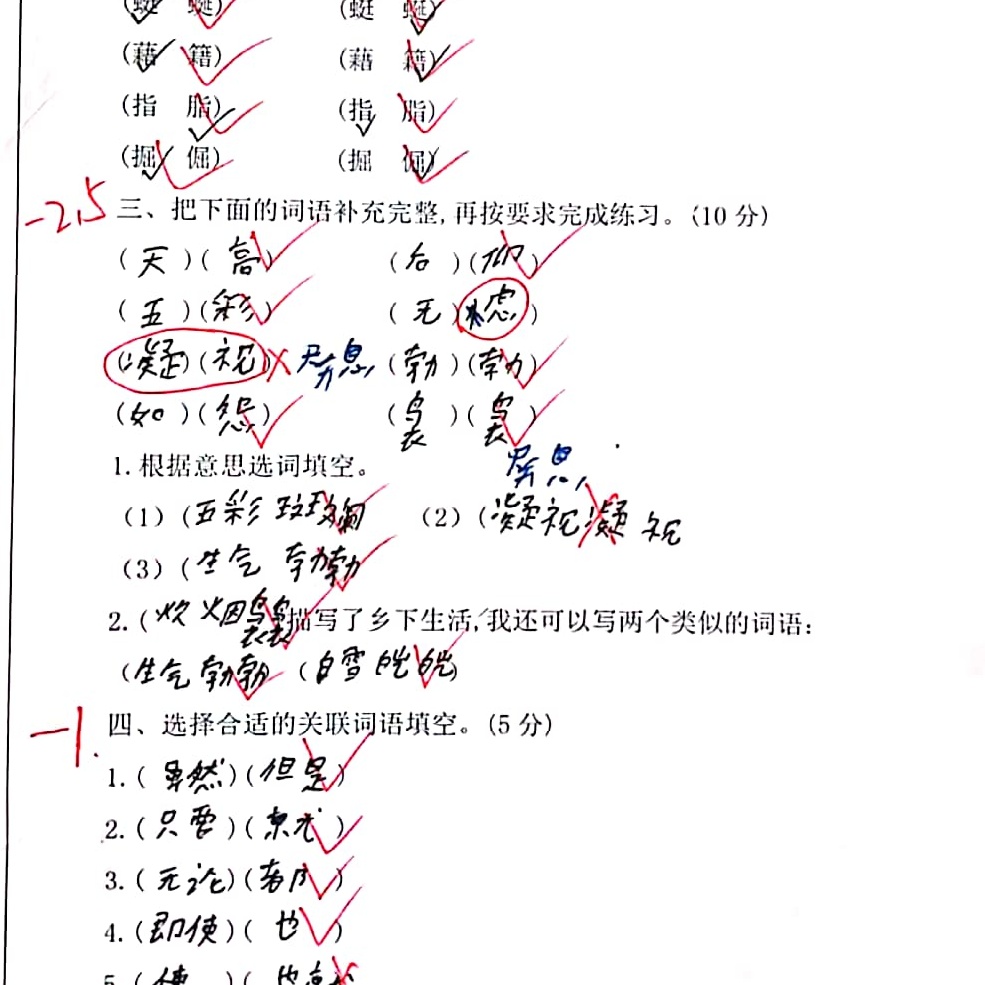 (蜓 蜒) (蜓 蜒)
(藉 籍) (藉 籍)
(指 脂) (指 脂)
(掘 倔) (掘 倔)
-2.5 三、把下面的词语补充完整,再按要求完成练习。(10 分)
(天)(高) (右)(仰)
(五)(彩) (无)(虑)
(凝)(视) 屏息 (勃)(勃)
(如)(怨) (袅)(袅)
1.根据意思选词填空。
屏息
(1) (五彩斑斓 (2) (凝视凝视
(3) (生气勃勃
2. (炊烟袅袅 描写了乡下生活,我还可以写两个类似的词语:
(生气勃勃) (白雪皑皑)
-1. 四、选择合适的关联词语填空。(5 分)
1. (虽然)(但是)
2. (只要)(就)
3. (无论)(都)
4. (即使)(也)
5. (